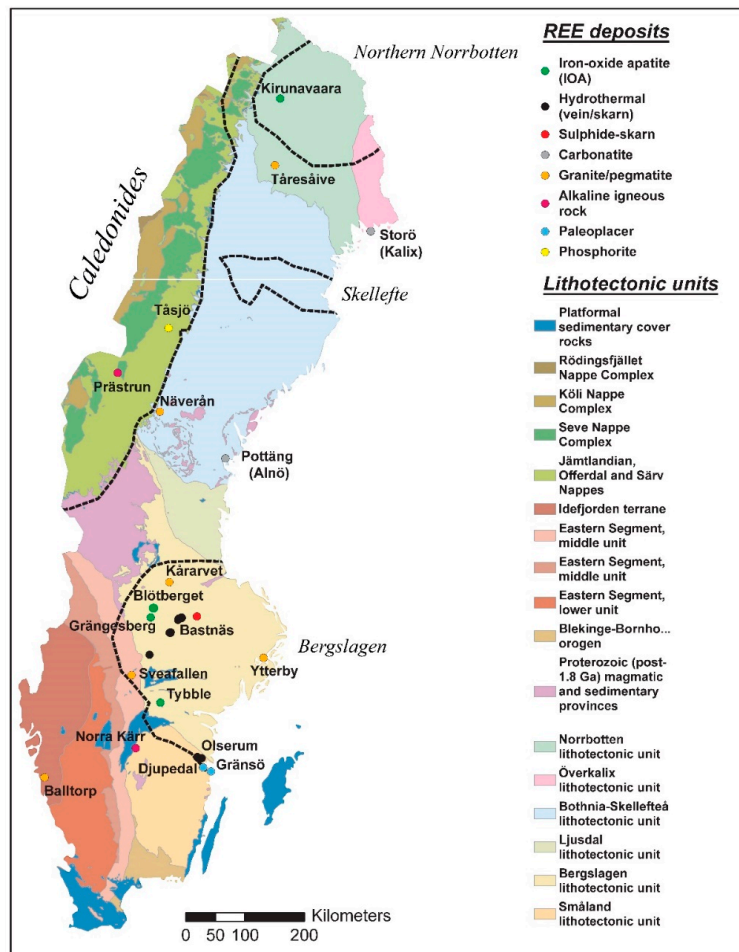 Northern Norrbotten
Kirunavaara
Tåresåive
Caledonides
Storö
(Kalix)
Skellefte
Tåsjö
Prästrun
Näverån
Pottäng
(Alnö)
Kårarvet
Blötberget
Grängesberg
Bastnäs
Bergslagen
Sveafallen
Ytterby
Tybble
Norra Kärr
Olserum
Djupedal
Gränsö
Balltorp
Kilometers
0 50 100 200
REE deposits
Iron-oxide apatite
(IOA)
Hydrothermal
(vein/skarn)
Sulphide-skarn
Carbonatite
Granite/pegmatite
Alkaline igneous
rock
Paleoplacer
Phosphorite
Lithotectonic units
Platformal
sedimentary cover
rocks
Rödingsfjället
Nappe Complex
Köli Nappe
Complex
Seve Nappe
Complex
Jämtlandian,
Offerdal and Särv
Nappes
Idefjorden terrane
Eastern Segment,
middle unit
Eastern Segment,
middle unit
Eastern Segment,
lower unit
Blekinge-Bornho...
orogen
Proterozoic (post-
1.8 Ga) magmatic
and sedimentary
provinces
Norrbotten
lithotectonic unit
Överkalix
lithotectonic unit
Bothnia-Skellefteå
lithotectonic unit
Ljusdal
lithotectonic unit
Bergslagen
lithotectonic unit
Småland
lithotectonic unit